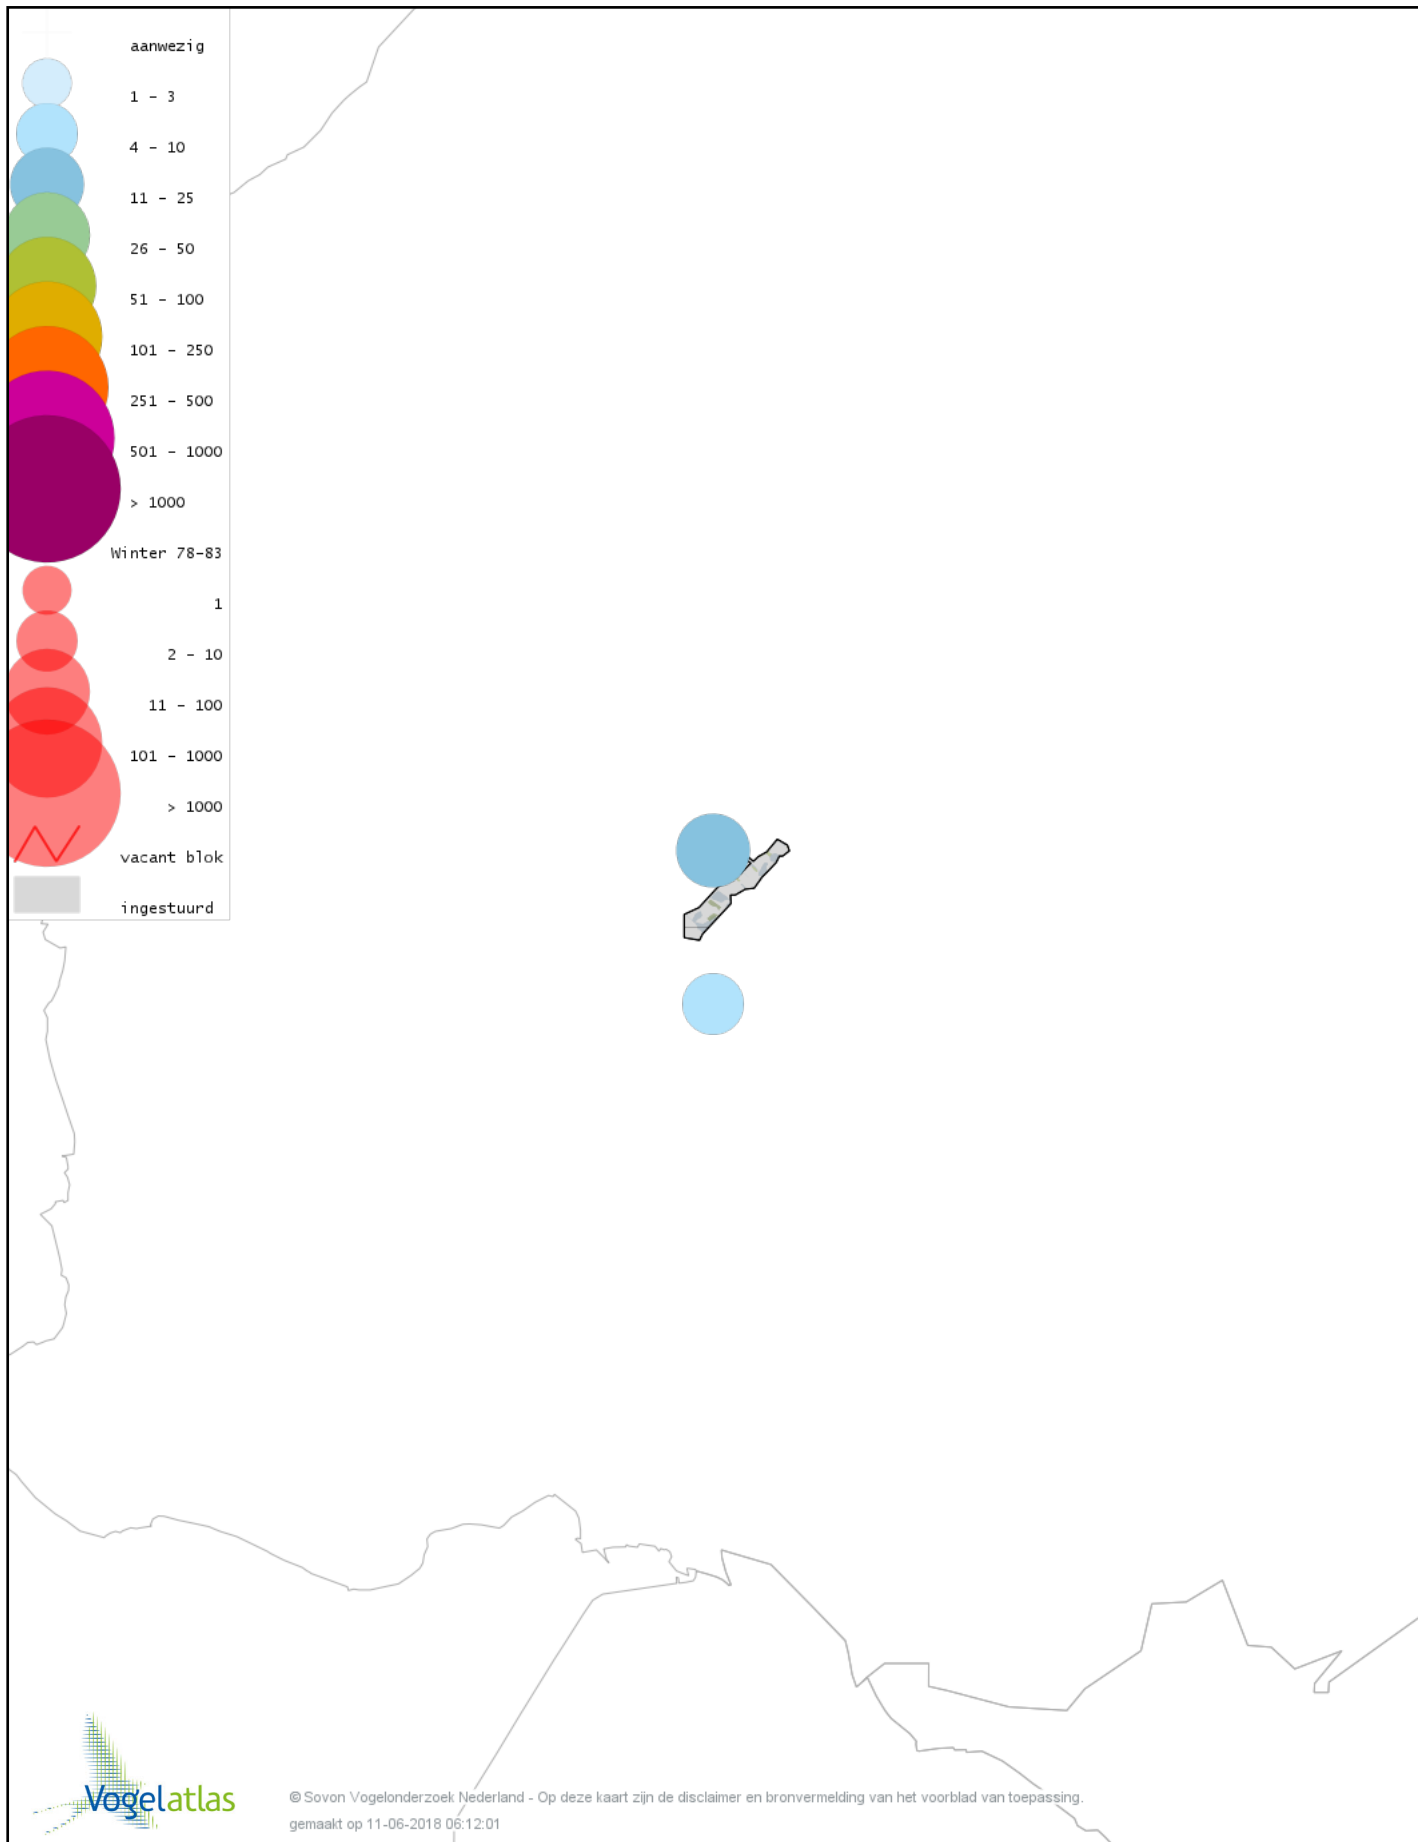 aanwezig
1 - 3
4 - 10
11 - 25
26 - 50
51 - 100
101 - 250
251 - 500
501 - 1000
> 1000
Winter 78-83
1
2 - 10
11 - 100
101 - 1000
> 1000
vacant blok
ingestuurd
Vogelatlas
© Sovon Vogelonderzoek Nederland - Op deze kaart zijn de disclaimer en bronvermelding van het voorblad van toepassing.
gemaakt op 11-06-2018 06:12:01